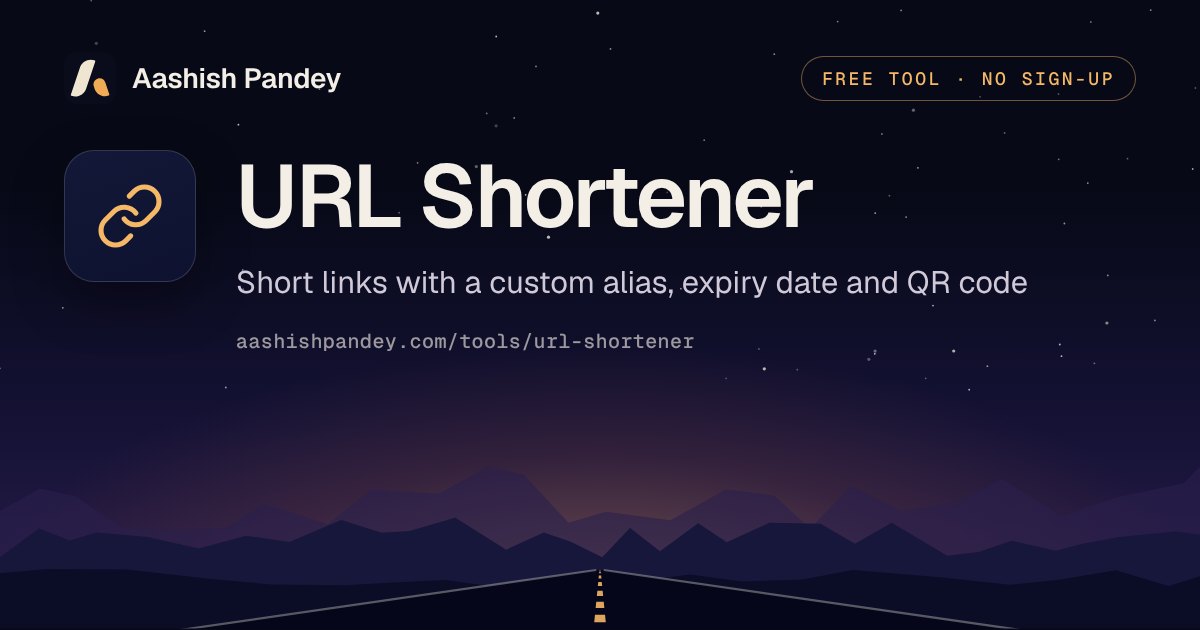 Aashish Pandey
FREE TOOL · NO SIGN-UP
URL Shortener
Short links with a custom alias, expiry date and QR code
aashishpandey.com/tools/url-shortener